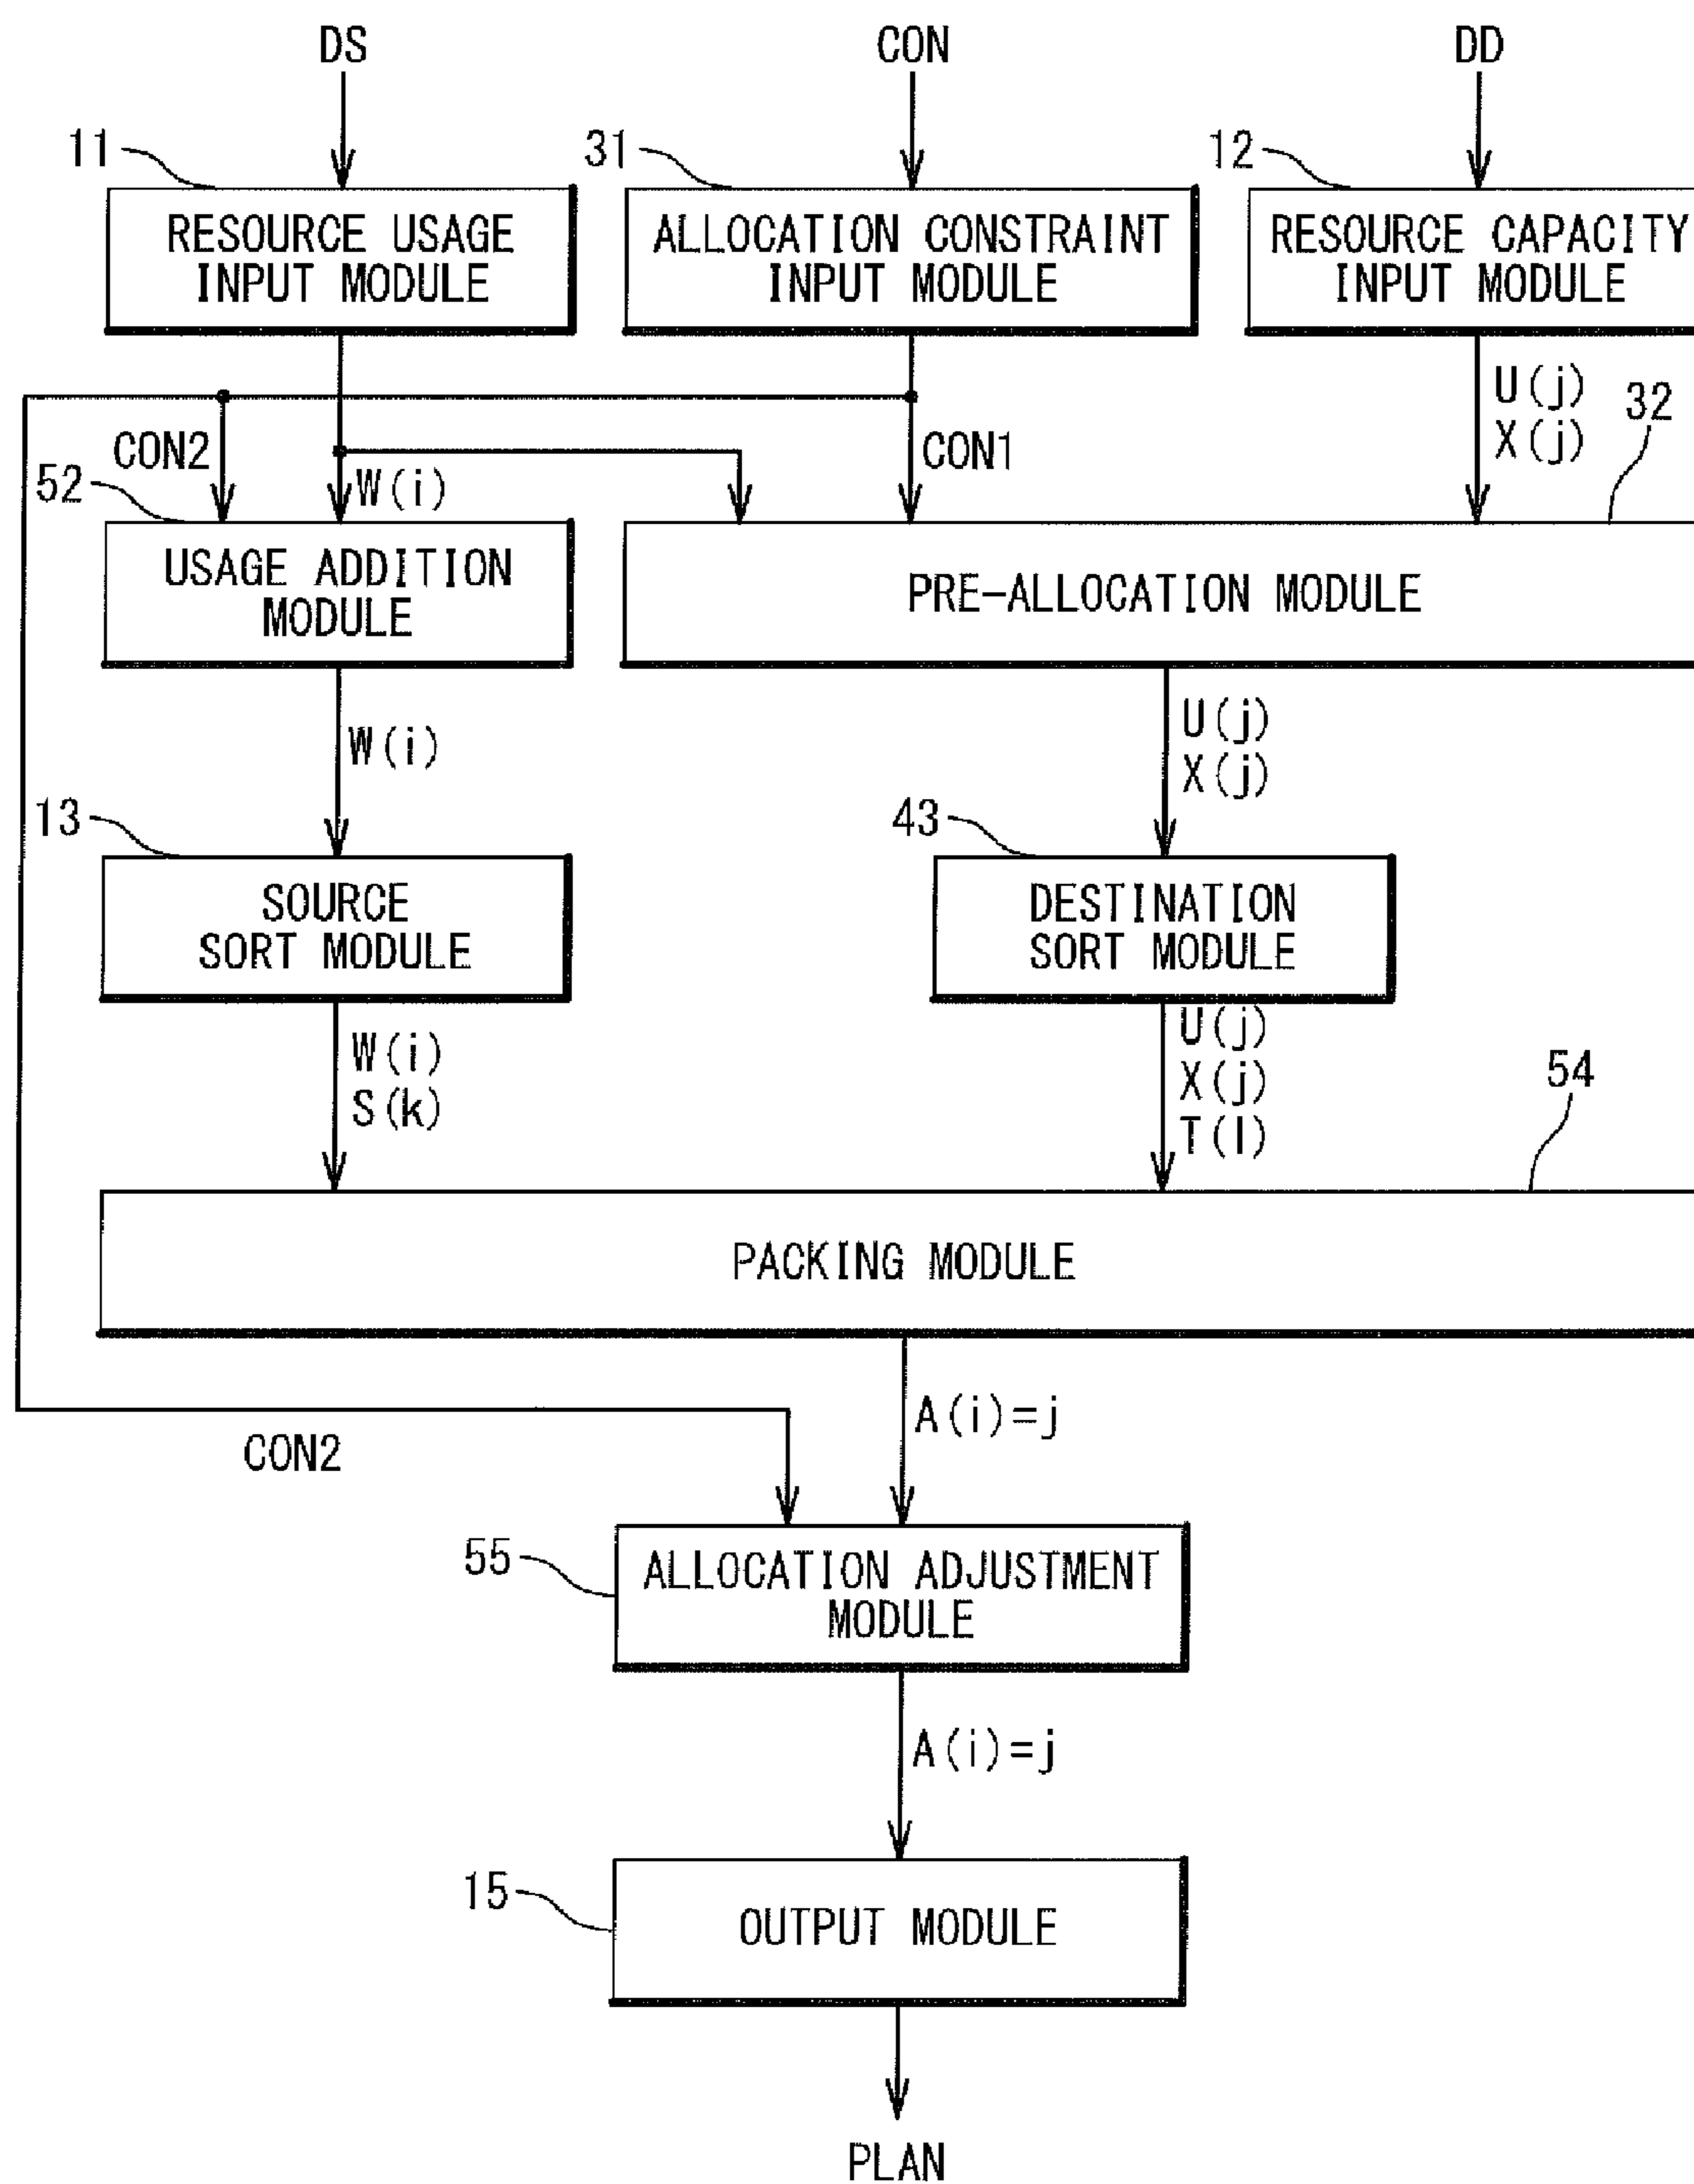 DS
CON
DD
11
31
12
RESOURCE USAGE
INPUT MODULE
ALLOCATION CONSTRAINT
INPUT MODULE
RESOURCE CAPACITY
INPUT MODULE
U(j)
X(j)
32
CON2
W(i)
CON1
52
USAGE ADDITION
MODULE
PRE-ALLOCATION MODULE
W(i)
U(j)
X(j)
13
43
SOURCE
SORT MODULE
DESTINATION
SORT MODULE
W(i)
S(k)
U(j)
X(j)
T(l)
54
PACKING MODULE
A(i)=j
CON2
55
ALLOCATION ADJUSTMENT
MODULE
A(i)=j
15
OUTPUT MODULE
PLAN